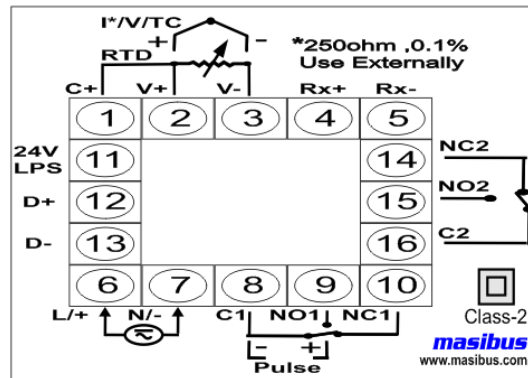 I*/V/TC
+ -
*250ohm ,0.1%
Use Externally
RTD
C+ V+ V- Rx+ Rx-
1 2 3 4 5
24V
LPS
11 14
NC2
D+ 12 15 NO2
D- 13 16 C2
6 7 8 9 10
L/+ N/- C1 NO1 NC1
- +
Pulse
Class-2
masibus
www.masibus.com